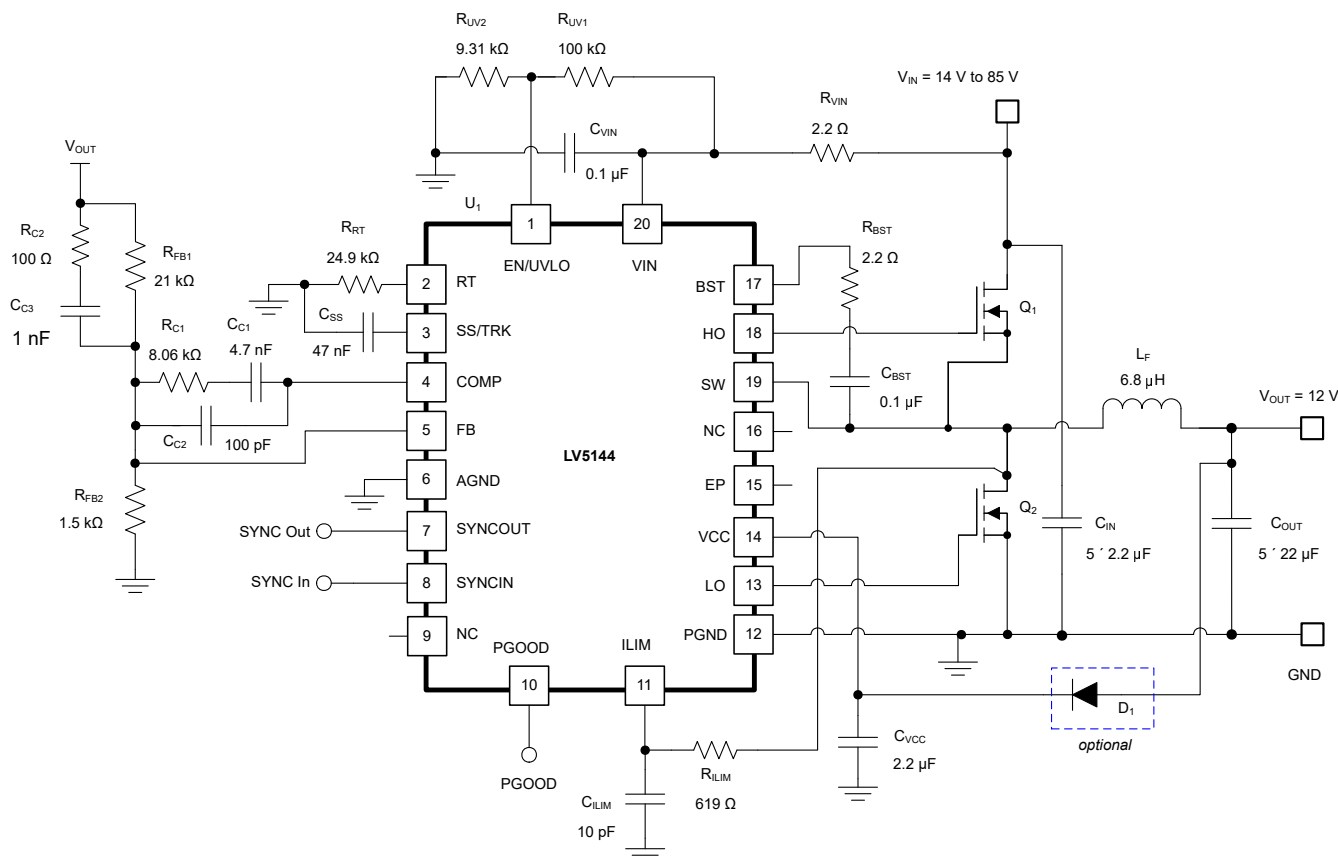 RUV2
9.31 kΩ
RUV1
100 kΩ
VIN = 14 V to 85 V
RVIN
2.2 Ω
CVIN
0.1 µF
VOUT
RC2
100 Ω
RFB1
21 kΩ
CC3
1 nF
RC1
8.06 kΩ
CC1
4.7 nF
CC2
100 pF
RFB2
1.5 kΩ
RRT
24.9 kΩ
CSS
47 nF
U1
1
EN/UVLO
20
VIN
2
RT
3
SS/TRK
4
COMP
5
FB
6
AGND
SYNC Out
7
SYNCOUT
SYNC In
8
SYNCIN
9
NC
LV5144
BST
17
HO
18
SW
19
NC
16
EP
15
VCC
14
LO
13
PGND
12
PGOOD
10
PGOOD
ILIM
11
RBST
2.2 Ω
CBST
0.1 µF
Q1
Q2
LF
6.8 µH
VOUT = 12 V
CIN
5 ´ 2.2 µF
COUT
5 ´ 22 µF
GND
D1
optional
CVCC
2.2 µF
RILIM
619 Ω
CILIM
10 pF